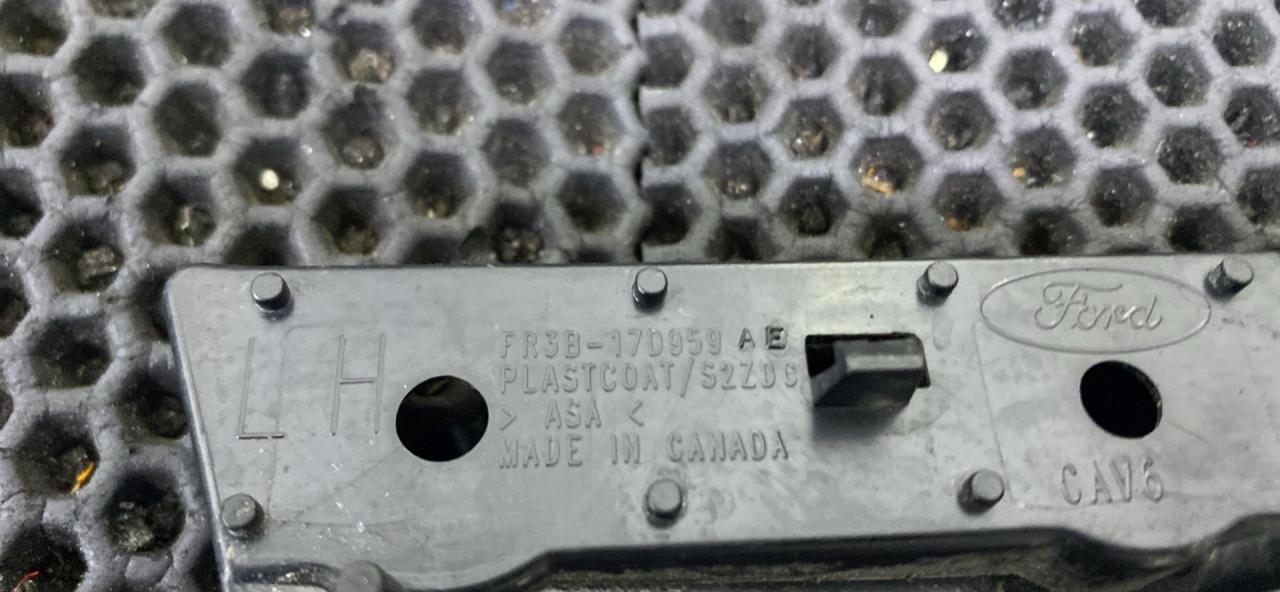 LH
FR3B-17D959 AE
PLASTCOAT/S2ZDC
> ASA <
MADE IN CANADA
Ford
CAV6